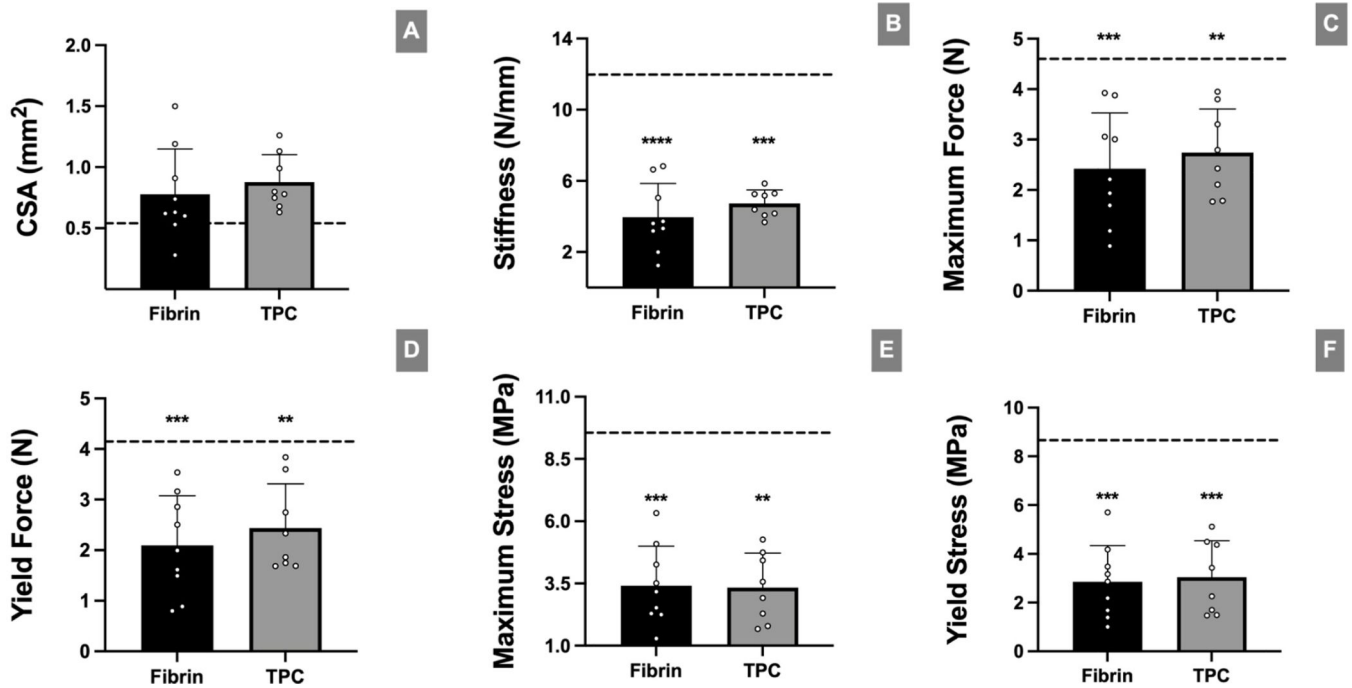 A
CSA (mm²)
2.0
1.5
1.0
0.5
Fibrin
TPC
B
Stiffness (N/mm)
14
10
6
2
****
***
Fibrin
TPC
C
Maximum Force (N)
5
4
3
2
1
0
***
**
Fibrin
TPC
D
Yield Force (N)
5
4
3
2
1
0
***
**
Fibrin
TPC
E
Maximum Stress (MPa)
11.0
8.5
6.0
3.5
1.0
***
**
Fibrin
TPC
F
Yield Stress (MPa)
10
8
6
4
2
0
***
***
Fibrin
TPC